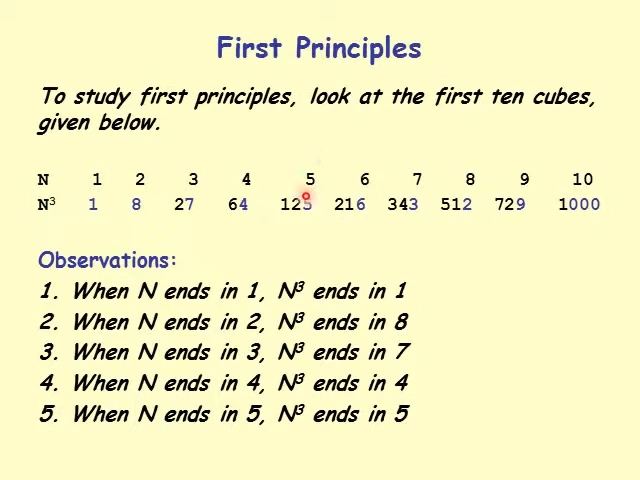 First Principles
To study first principles, look at the first ten cubes,
given below.
N 1 2 3 4 5 6 7 8 9 10
N³ 1 8 27 64 125 216 343 512 729 1000
Observations:
1. When N ends in 1, N³ ends in 1
2. When N ends in 2, N³ ends in 8
3. When N ends in 3, N³ ends in 7
4. When N ends in 4, N³ ends in 4
5. When N ends in 5, N³ ends in 5